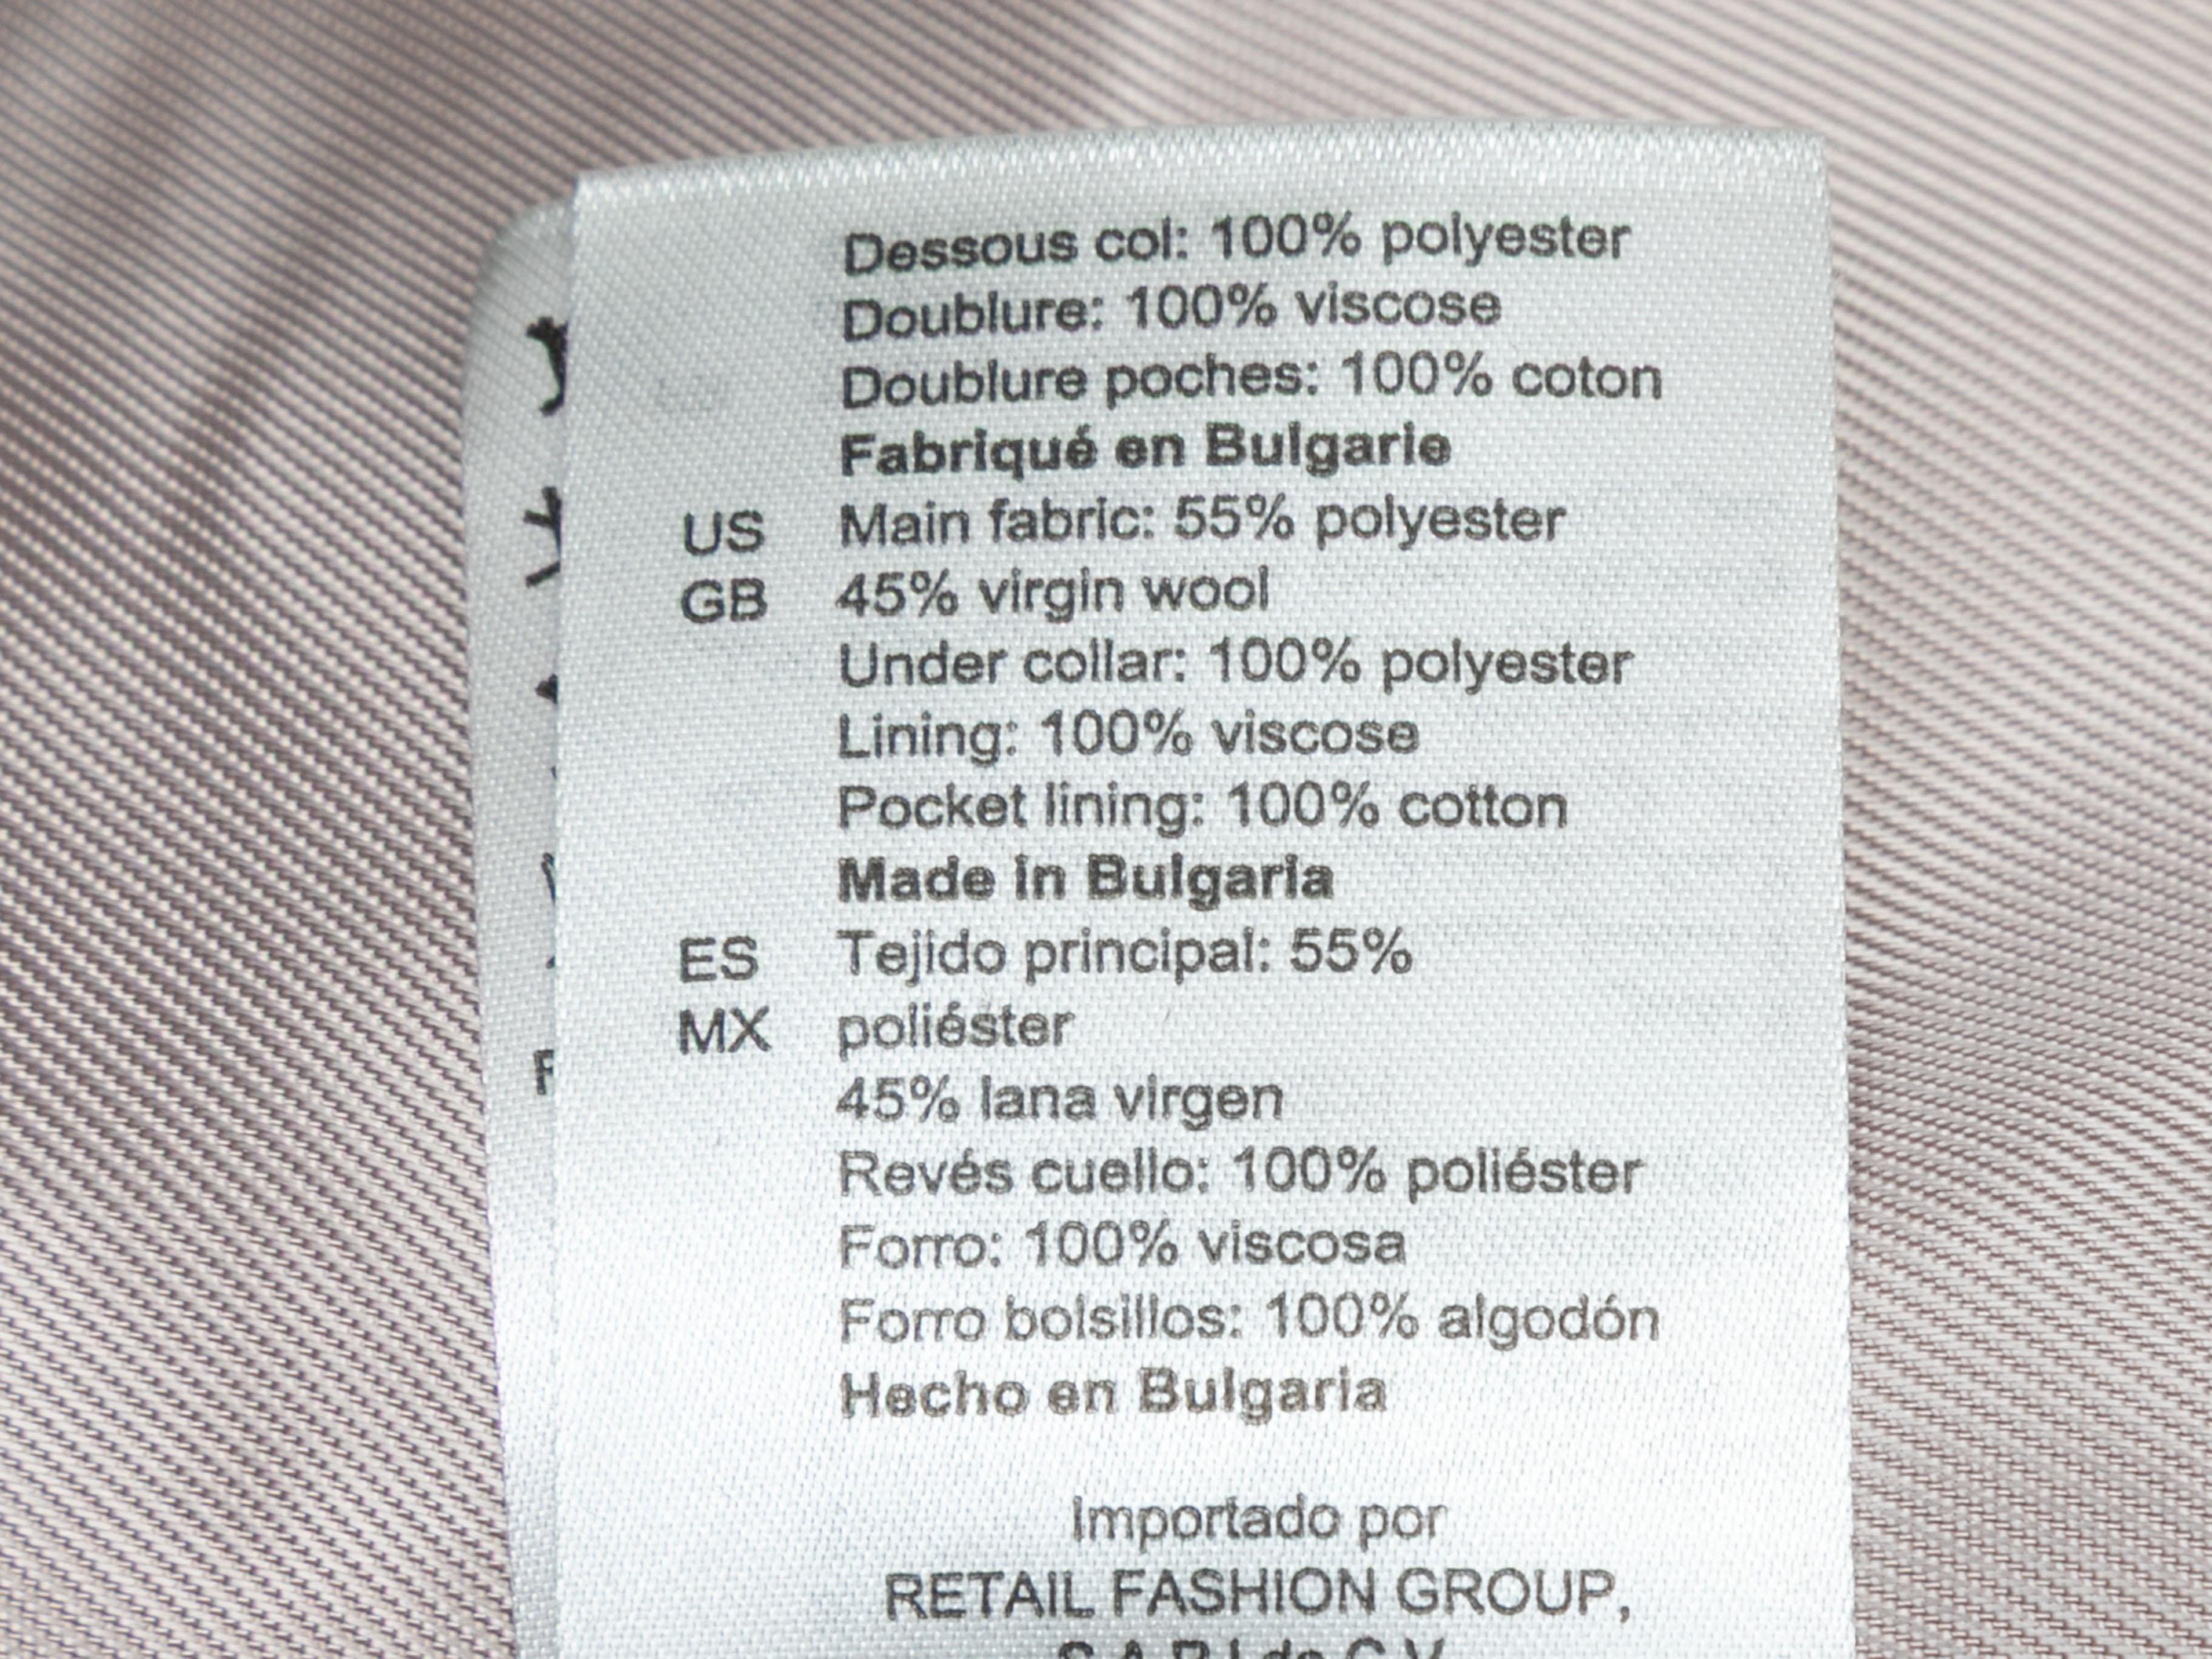 Dessous col: 100% polyester
Doublure: 100% viscose
Doublure poches: 100% coton
Fabriqué en Bulgarie
US Main fabric: 55% polyester
GB 45% virgin wool
Under collar: 100% polyester
Lining: 100% viscose
Pocket lining: 100% cotton
Made in Bulgaria
ES Tejido principal: 55%
MX poliéster
45% lana virgen
Revés cuello: 100% poliéster
Forro: 100% viscosa
Forro bolsillos: 100% algodón
Hecho en Bulgaria
Importado por
RETAIL FASHION GROUP,